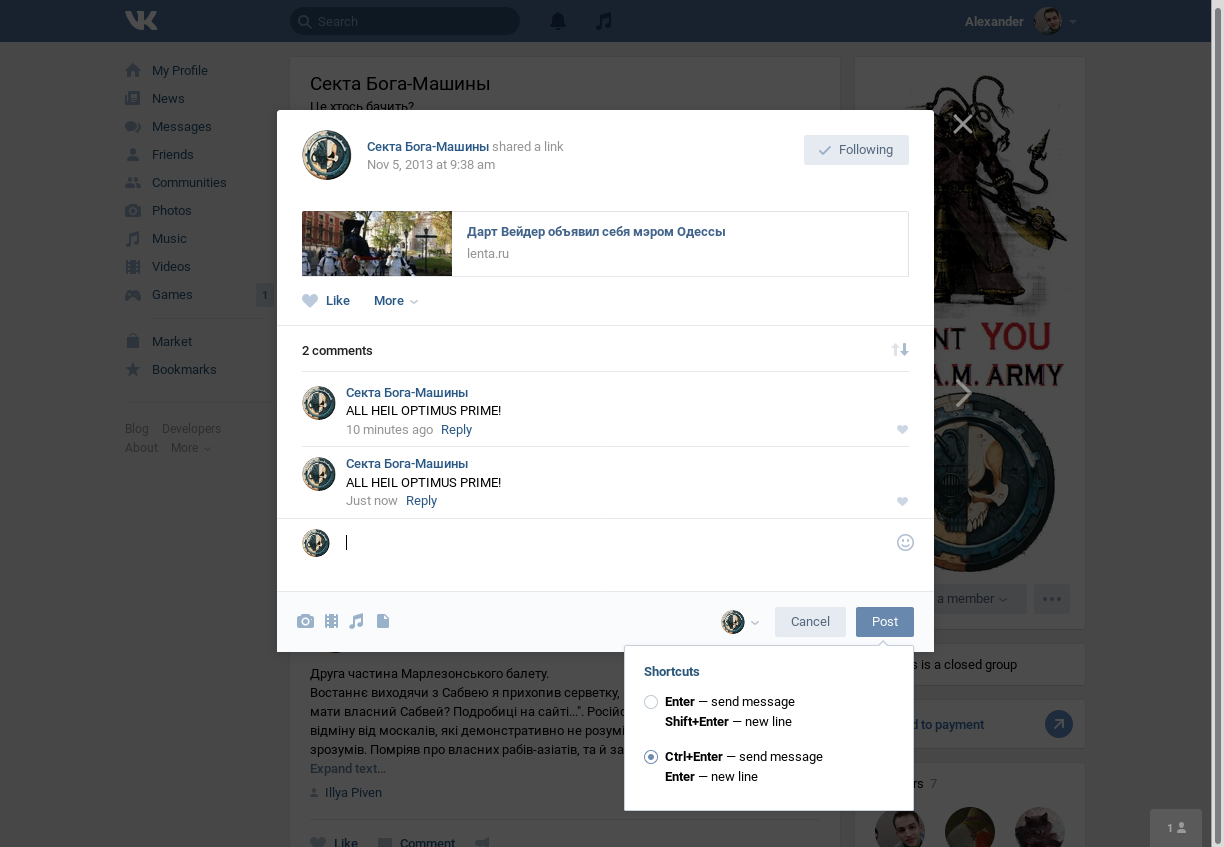 Search
Alexander
My Profile
News
Messages
Friends
Communities
Photos
Music
Videos
Games
1
Market
Bookmarks
Blog Developers
About More
Секта Бога-Машины
Це хтось бачить?
Секта Бога-Машины shared a link
Nov 5, 2013 at 9:38 am
Following
Дарт Вейдер объявил себя мэром Одессы
lenta.ru
Like More
2 comments
Секта Бога-Машины
ALL HEIL OPTIMUS PRIME!
10 minutes ago Reply
Секта Бога-Машины
ALL HEIL OPTIMUS PRIME!
Just now Reply
Cancel Post
Shortcuts
Enter — send message
Shift+Enter — new line
Ctrl+Enter — send message
Enter — new line
Друга частина Марлезонського балету.
Востаннє виходячи з Сабвею я прихопив серветку,
мати власний Сабвей? Подробиці на сайті...". Російс
відміну від москалів, які демонстративно не розумі
зрозумів. Помряв про власних рабів-азіатів, та й за
Expand text...
Illya Piven
Like Comment
NT YOU
A.M. ARMY
a member
s is a closed group
d to payment
rs 7
1